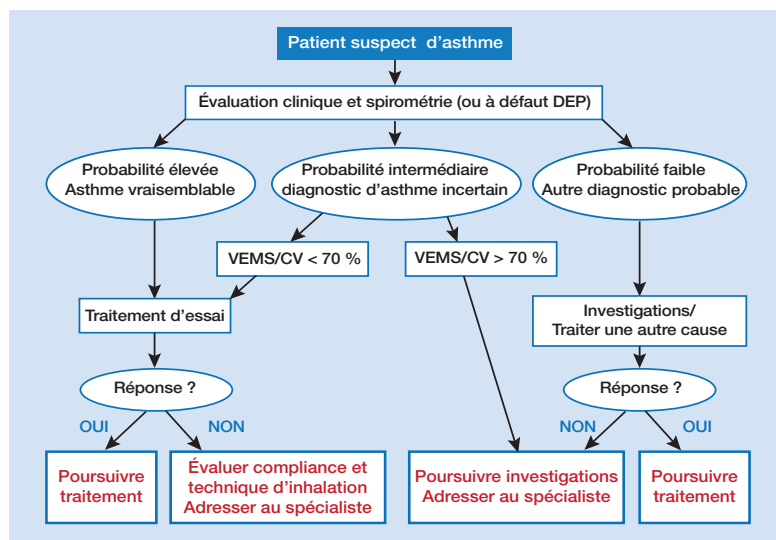 Patient suspect d'asthme
Évaluation clinique et spirométrie (ou à défaut DEP)
Probabilité élevée
Asthme vraisemblable
Probabilité intermédiaire
diagnostic d'asthme incertain
Probabilité faible
Autre diagnostic probable
VEMS/CV < 70 %
VEMS/CV > 70 %
Traitement d'essai
Investigations/
Traiter une autre cause
Réponse ?
Réponse ?
OUI
NON
NON
OUI
Poursuivre
traitement
Évaluer compliance et
technique d'inhalation
Adresser au spécialiste
Poursuivre investigations
Adresser au spécialiste
Poursuivre
traitement